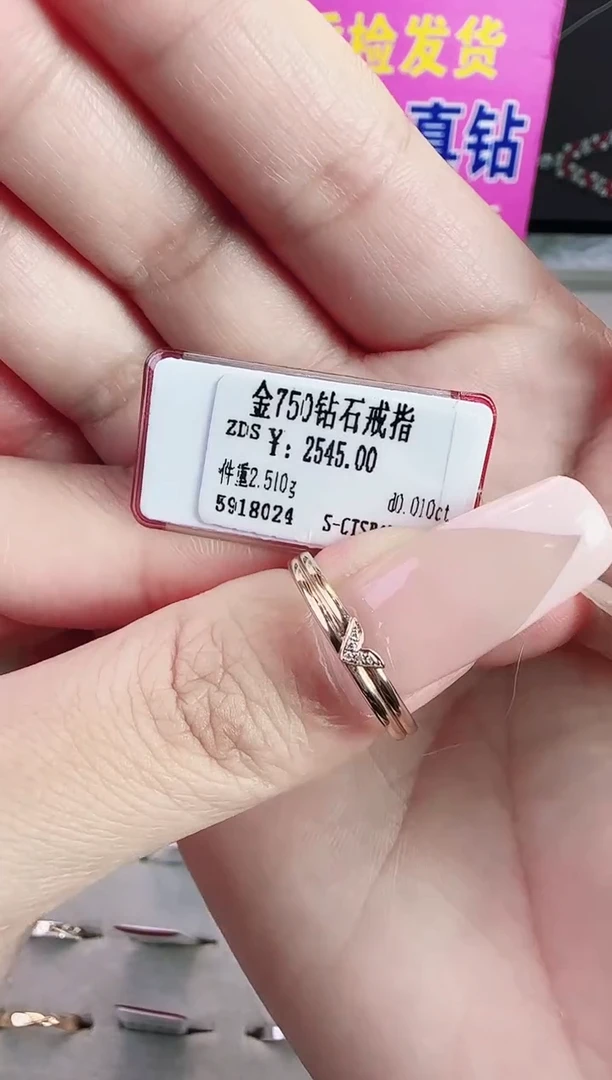 检发货
真钻
金750钻石戒指
ZDS ¥: 2545.00
件重2.510g
d0.010ct
5918024